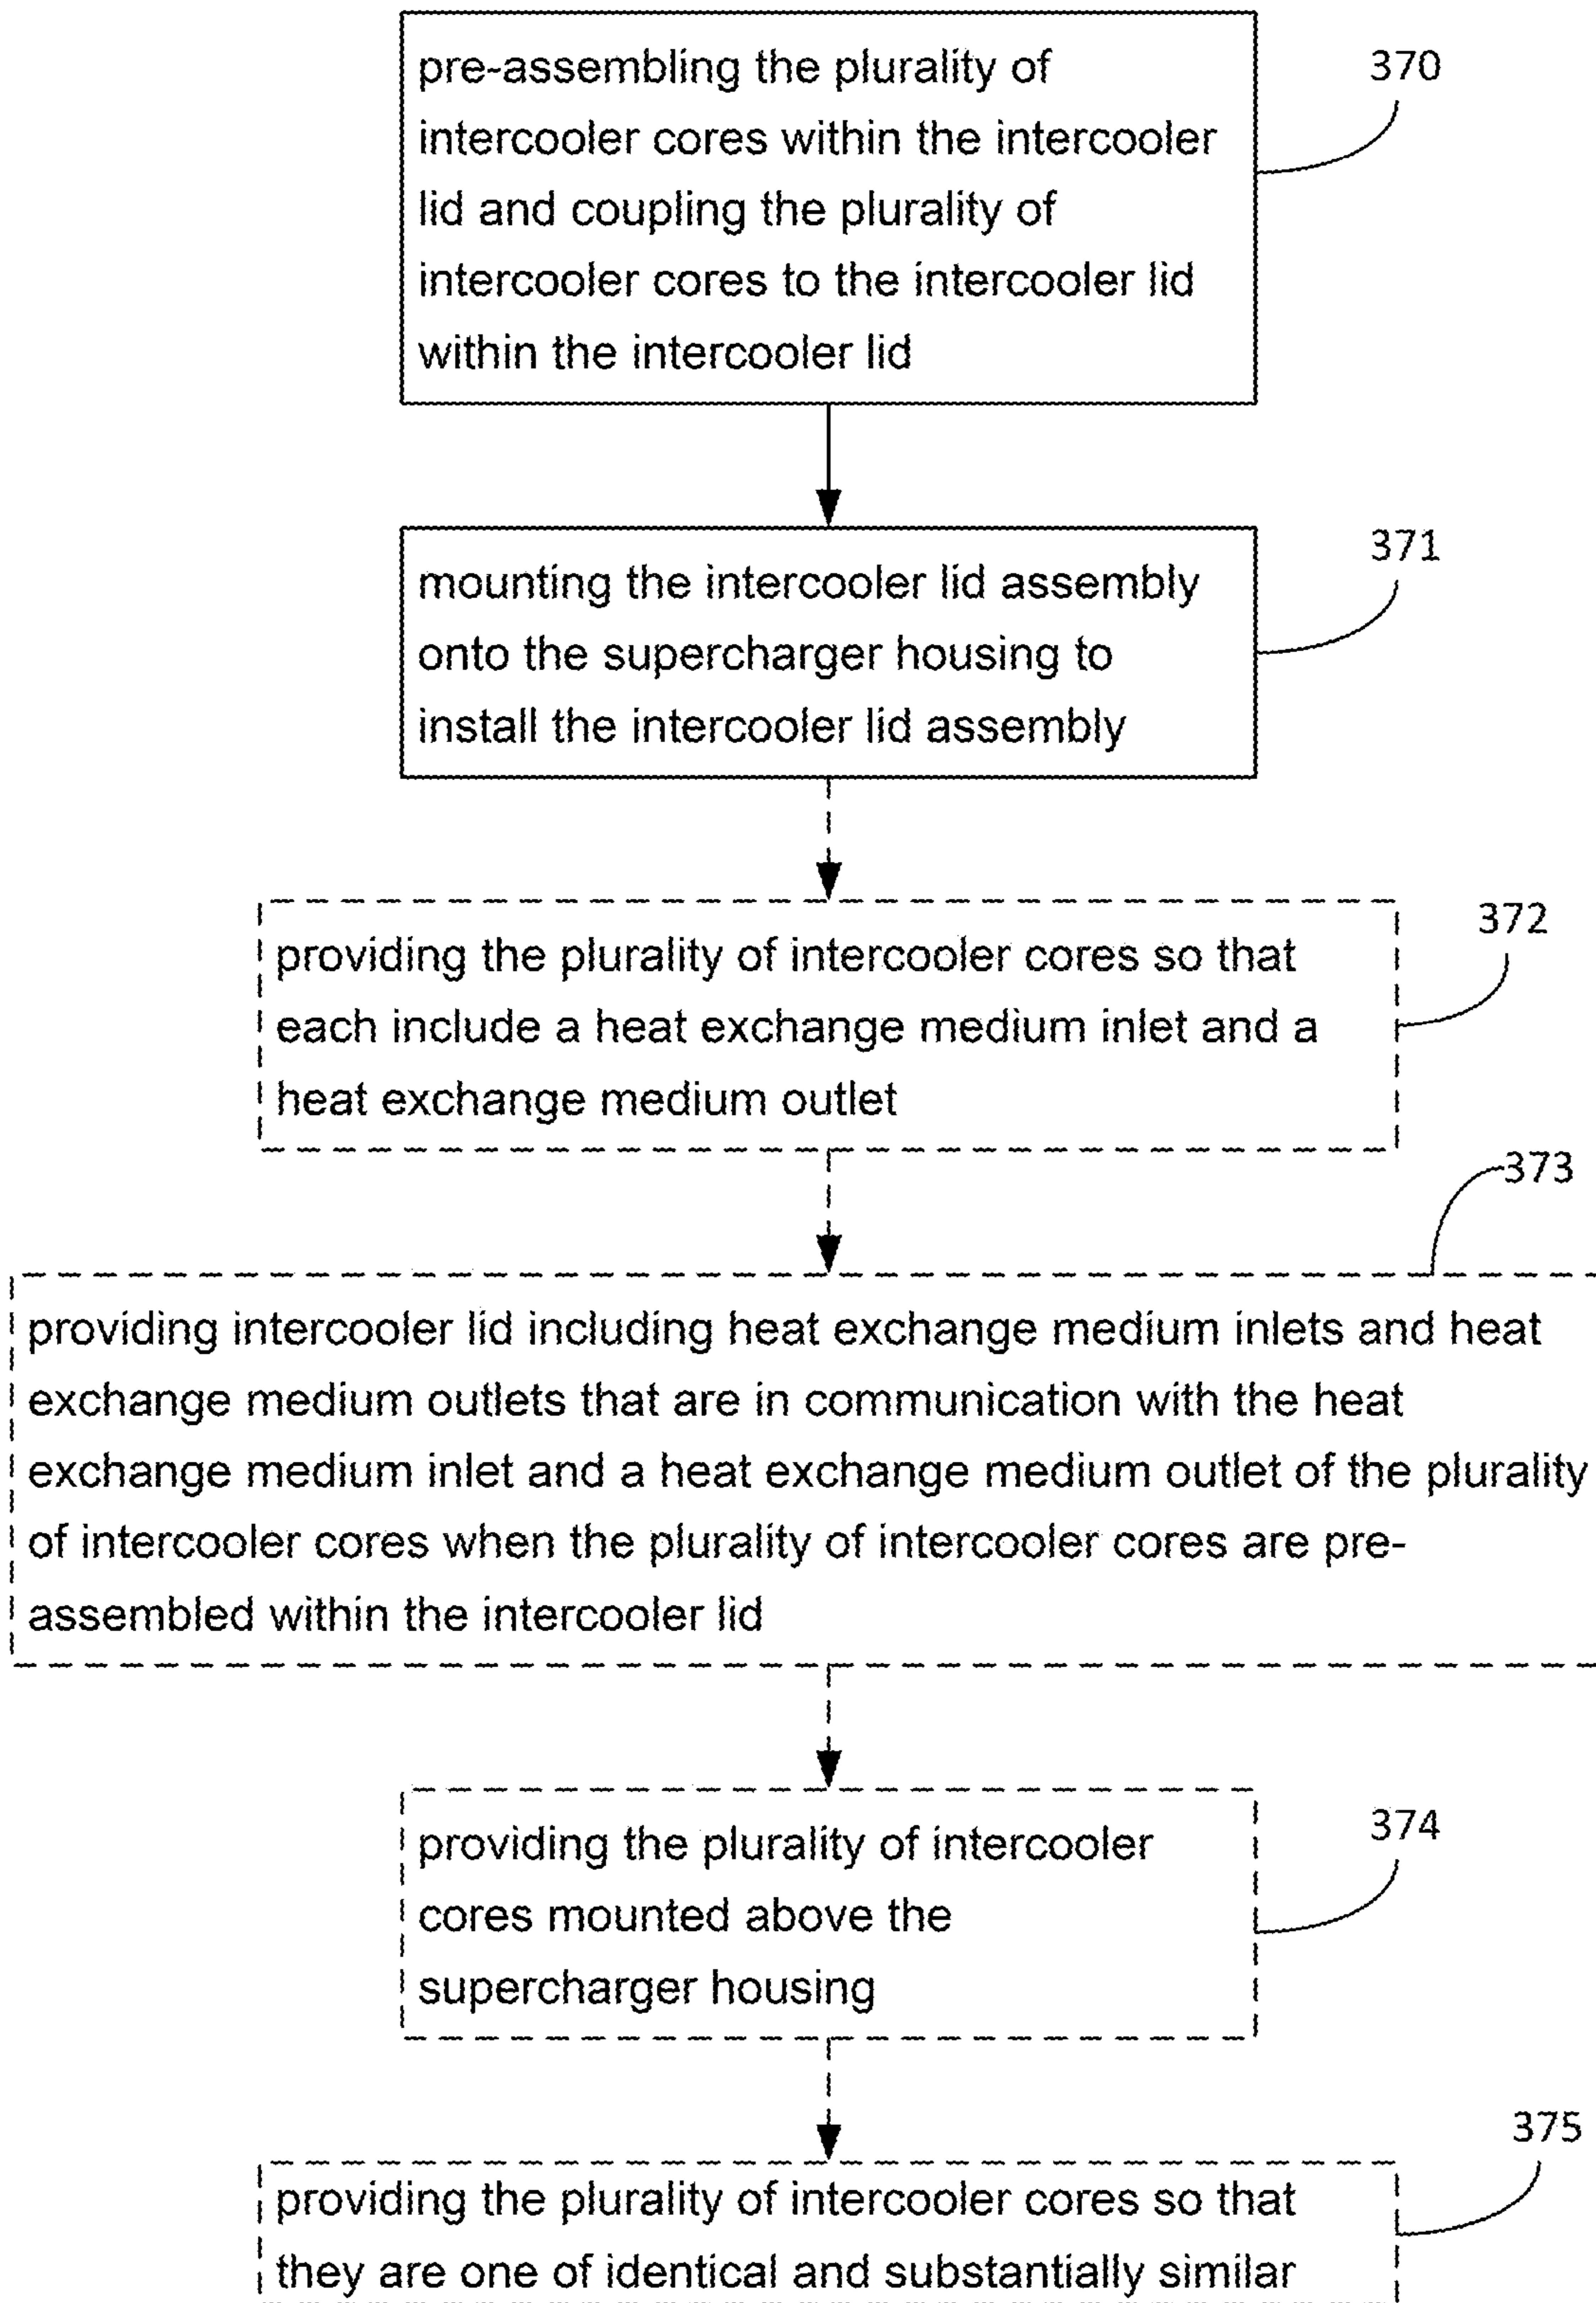 pre-assembling the plurality of
intercooler cores within the intercooler
lid and coupling the plurality of
intercooler cores to the intercooler lid
within the intercooler lid
370
mounting the intercooler lid assembly
onto the supercharger housing to
install the intercooler lid assembly
371
providing the plurality of intercooler cores so that
each include a heat exchange medium inlet and a
heat exchange medium outlet
372
373
providing intercooler lid including heat exchange medium inlets and heat
exchange medium outlets that are in communication with the heat
exchange medium inlet and a heat exchange medium outlet of the plurality
of intercooler cores when the plurality of intercooler cores are pre-
assembled within the intercooler lid
providing the plurality of intercooler
cores mounted above the
supercharger housing
374
375
providing the plurality of intercooler cores so that
they are one of identical and substantially similar